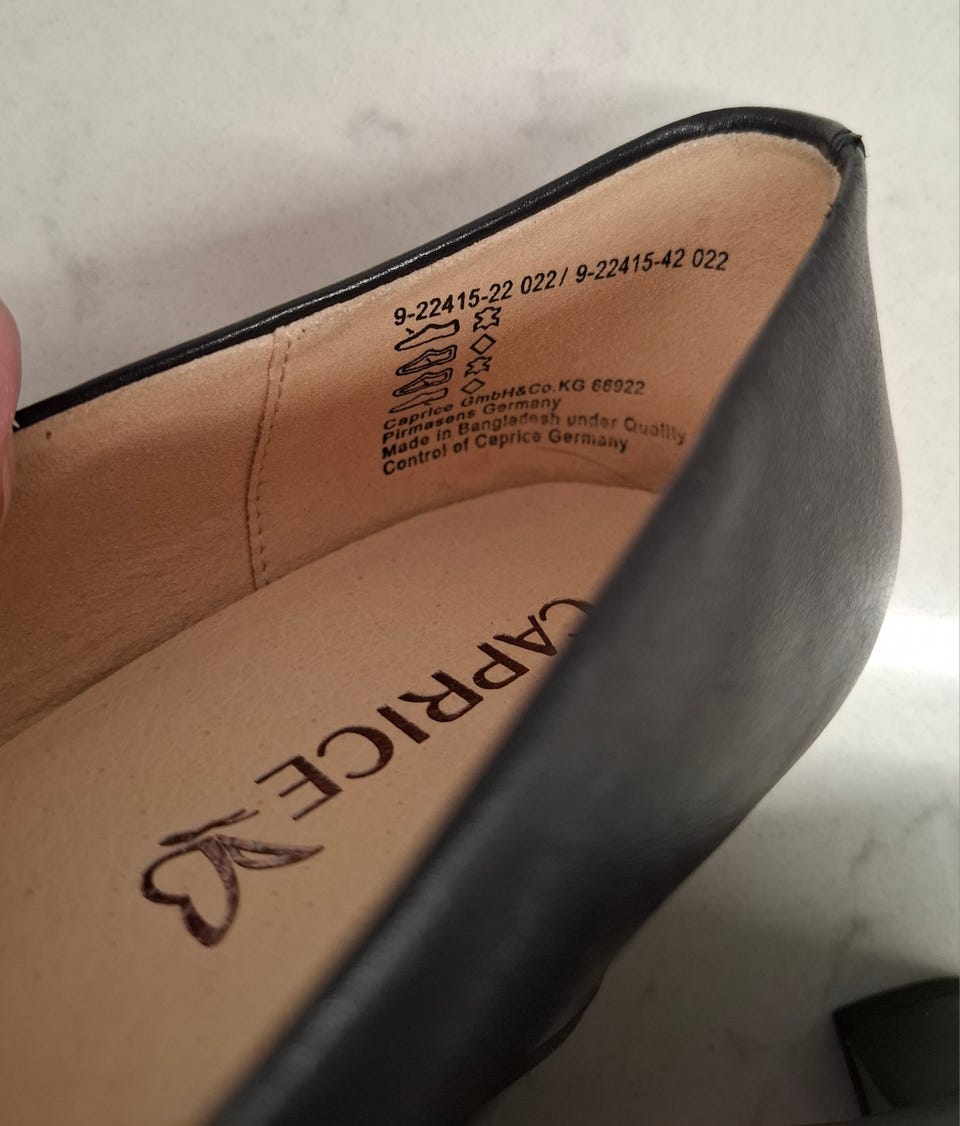 9-22415-22 022/ 9-22415-42 022
Caprice GmbH&Co.KG 66922
Pirmasens Germany
Made in Bangladesh under Quality
Control of Caprice Germany
CAPRICE